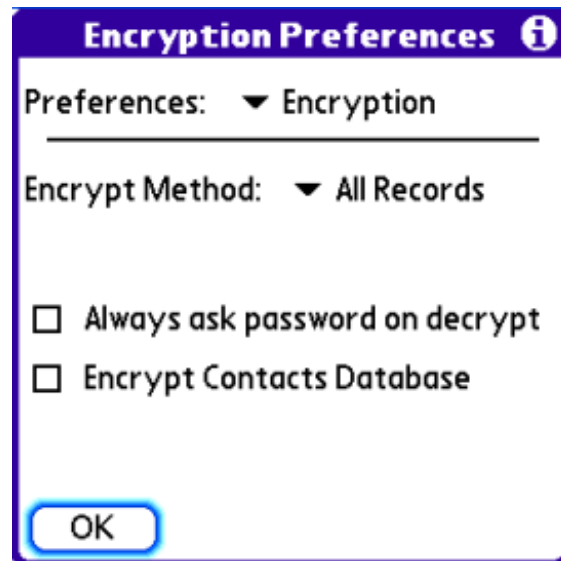 Encryption Preferences i
Preferences: Encryption
Encrypt Method: All Records
Always ask password on decrypt
Encrypt Contacts Database
OK